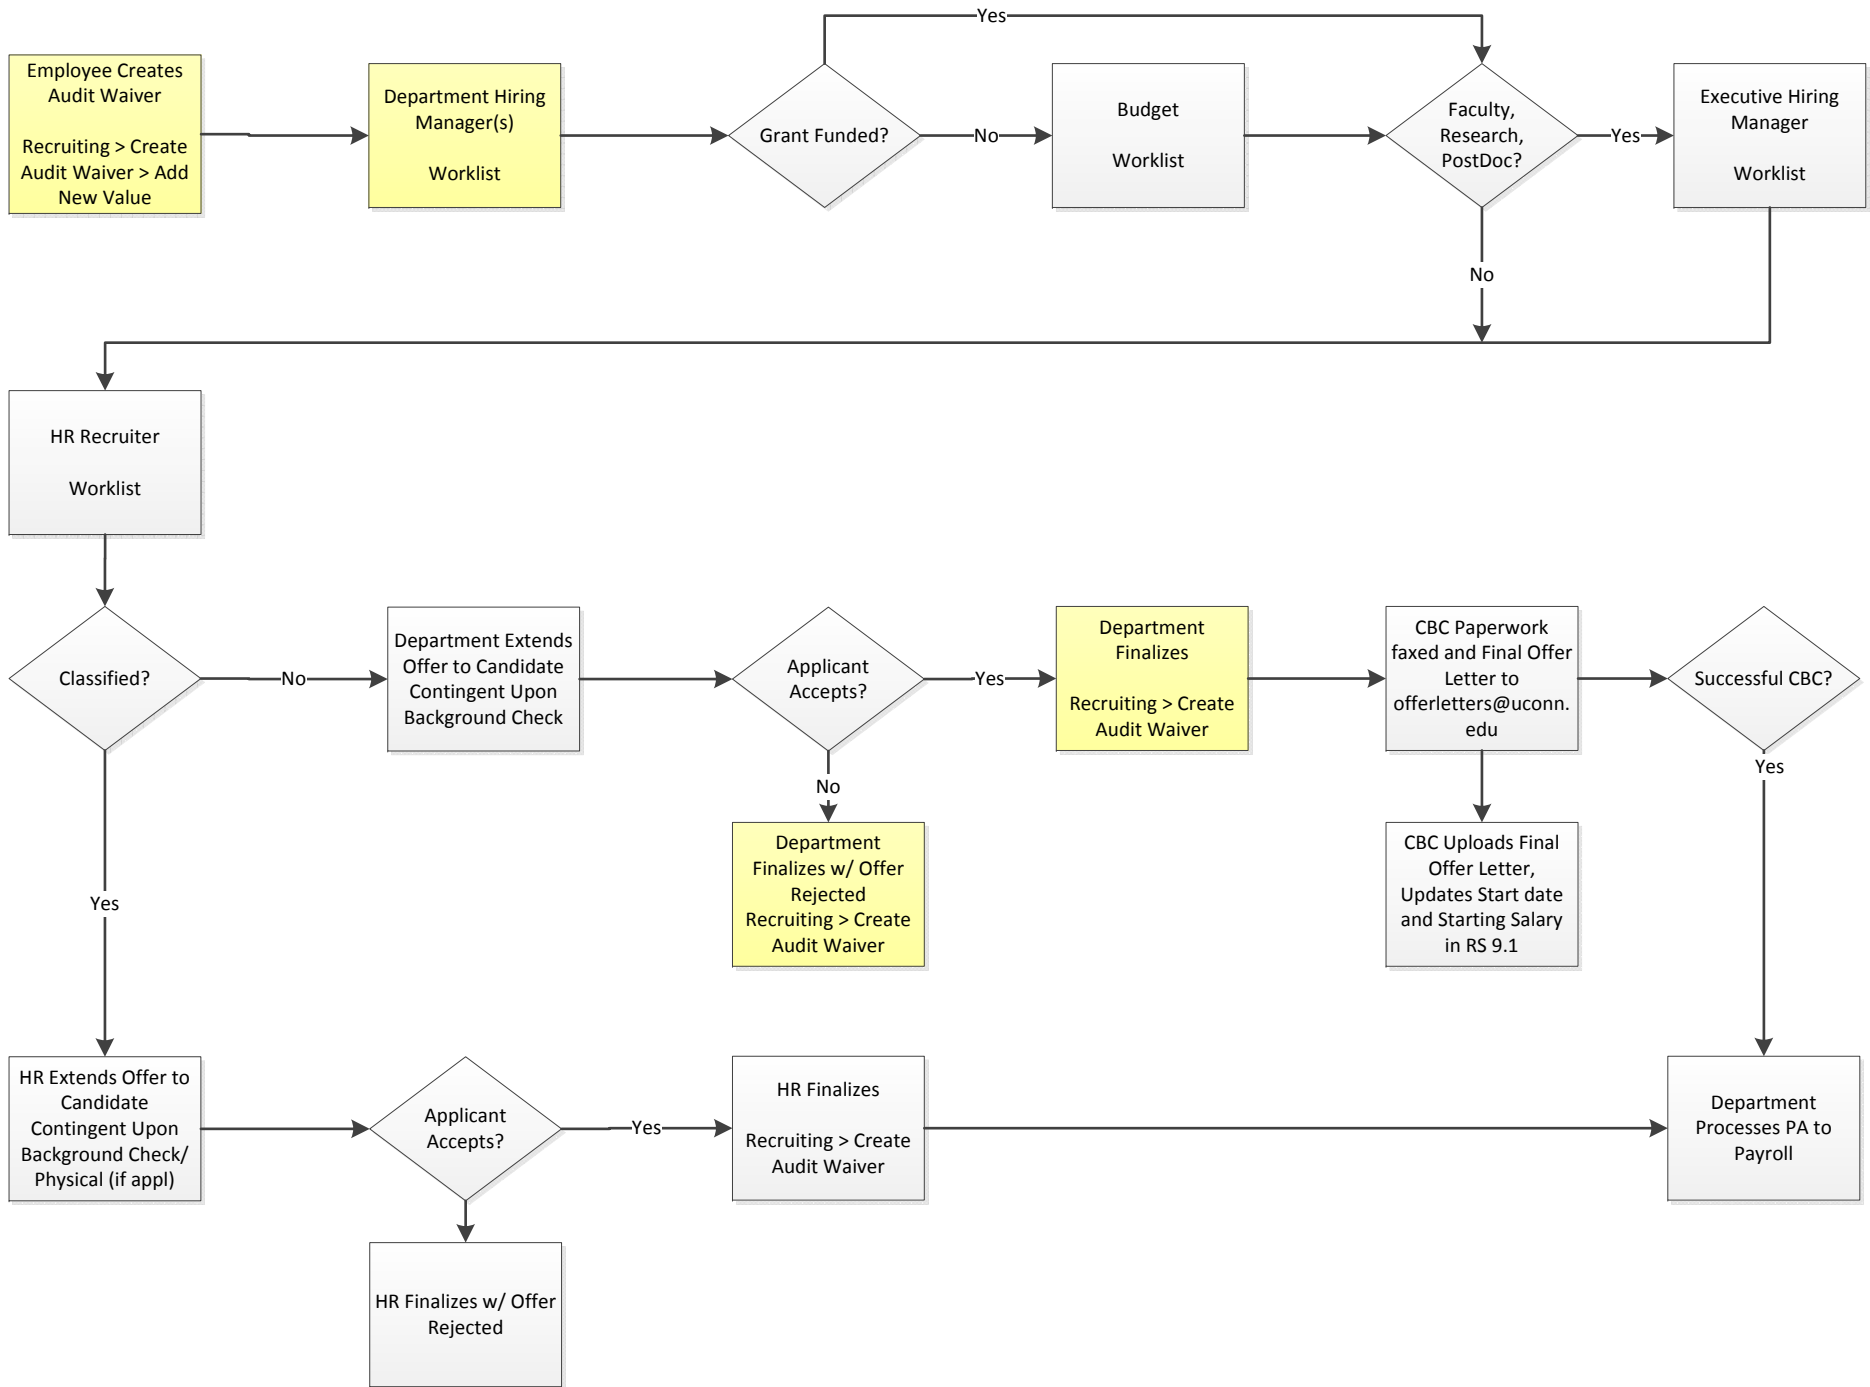 Yes
Employee Creates
Audit Waiver
Recruiting > Create
Audit Waiver > Add
New Value
Department Hiring
Manager(s)
Worklist
Grant Funded?
No
Budget
Worklist
Faculty,
Research,
PostDoc?
Yes
Executive Hiring
Manager
Worklist
No
HR Recruiter
Worklist
Classified?
No
Department Extends
Offer to Candidate
Contingent Upon
Background Check
Applicant
Accepts?
Yes
Department
Finalizes
Recruiting > Create
Audit Waiver
CBC Paperwork
faxed and Final Offer
Letter to
offerletters@uconn.
edu
Successful CBC?
Yes
No
Department
Finalizes w/ Offer
Rejected
Recruiting > Create
Audit Waiver
CBC Uploads Final
Offer Letter,
Updates Start date
and Starting Salary
in RS 9.1
Yes
HR Extends Offer to
Candidate
Contingent Upon
Background Check/
Physical (if appl)
Applicant
Accepts?
Yes
HR Finalizes
Recruiting > Create
Audit Waiver
Department
Processes PA to
Payroll
HR Finalizes w/ Offer
Rejected